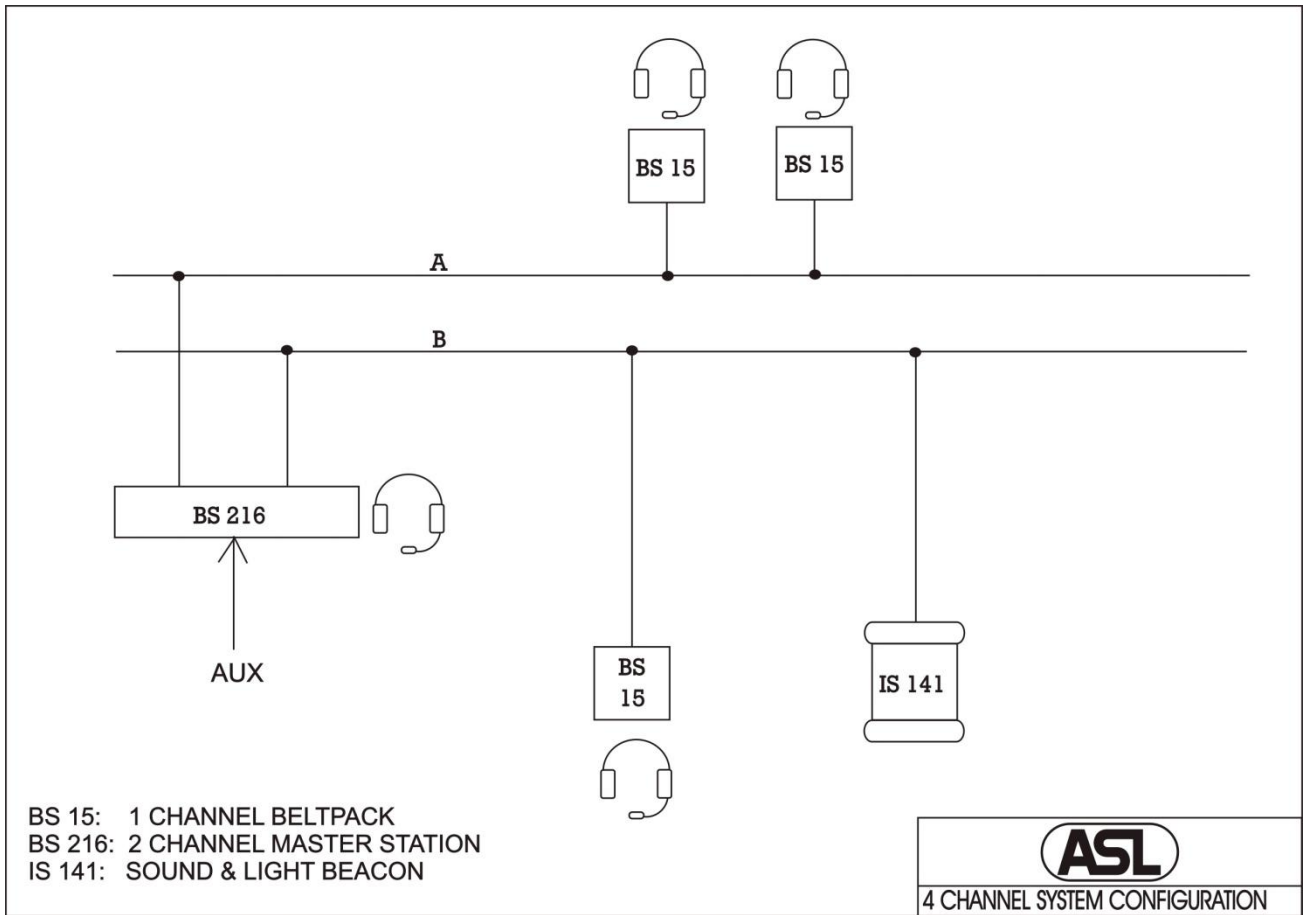 BS 15
BS 15
A
B
BS 216
AUX
BS
15
IS 141
BS 15: 1 CHANNEL BELTPACK
BS 216: 2 CHANNEL MASTER STATION
IS 141: SOUND & LIGHT BEACON
ASL
4 CHANNEL SYSTEM CONFIGURATION